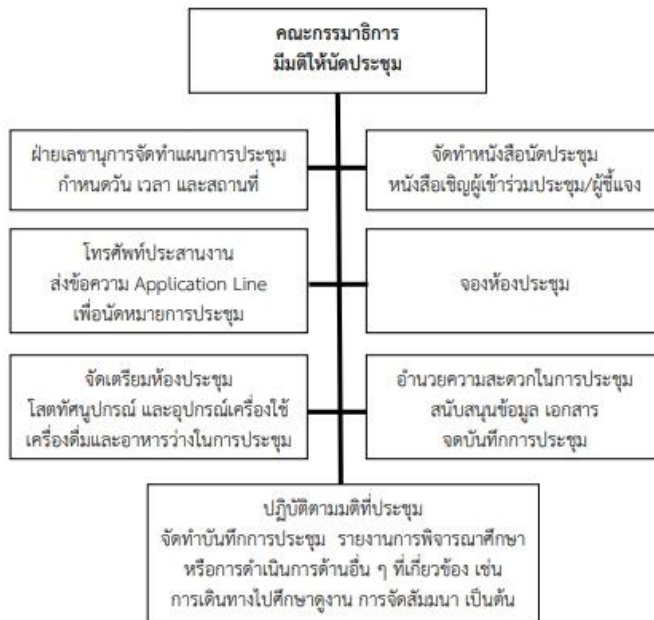 คณะกรรมาธิการ
มีมติให้นัดประชุม
ฝ่ายเลขานุการจัดทำแผนการประชุม
กำหนดวัน เวลา และสถานที่
จัดทำหนังสือนัดประชุม
หนังสือเชิญผู้เข้าร่วมประชุม/ผู้ชี้แจง
โทรศัพท์ประสานงาน
ส่งข้อความ Application Line
เพื่อนัดหมายการประชุม
จองห้องประชุม
จัดเตรียมห้องประชุม
โสตทัศนูปกรณ์ และอุปกรณ์เครื่องใช้
เครื่องดื่มและอาหารว่างในการประชุม
อำนวยความสะดวกในการประชุม
สนับสนุนข้อมูล เอกสาร
จดบันทึกการประชุม
ปฏิบัติตามมติที่ประชุม
จัดทำบันทึกการประชุม รายงานการพิจารณาศึกษา
หรือการดำเนินการด้านอื่น ๆ ที่เกี่ยวข้อง เช่น
การเดินทางไปศึกษาดูงาน การจัดสัมมนา เป็นต้น